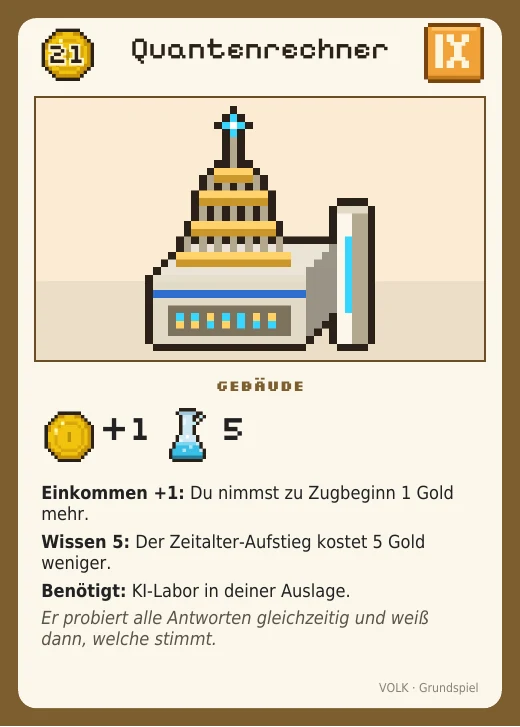 21
Quantenrechner
IX
GEBÄUDE
+1
5
Einkommen +1: Du nimmst zu Zugbeginn 1 Gold
mehr.
Wissen 5: Der Zeitalter-Aufstieg kostet 5 Gold
weniger.
Benötigt: KI-Labor in deiner Auslage.
Er probiert alle Antworten gleichzeitig und weiß
dann, welche stimmt.
VOLK · Grundspiel